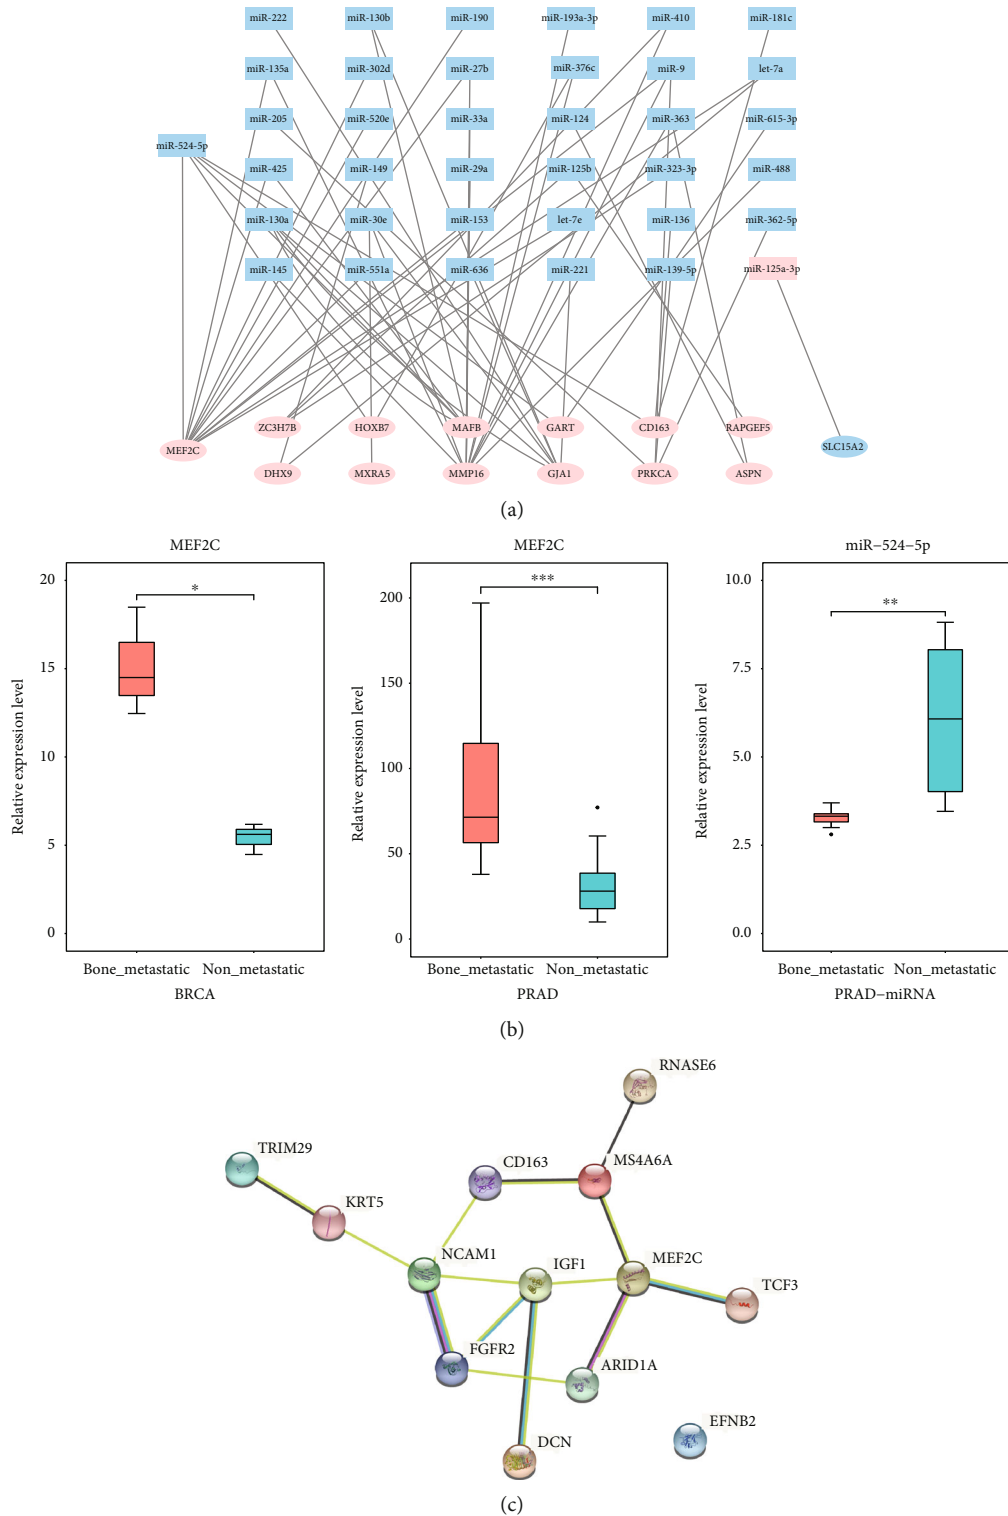 miR-222 miR-130b miR-190 miR-193a-3p miR-410 miR-181c
miR-135a miR-302d miR-27b miR-376c miR-9 let-7a
miR-205 miR-520e miR-33a miR-124 miR-363 miR-615-3p
miR-524-5p
miR-425 miR-149 miR-29a miR-125b miR-323-3p miR-488
miR-130a miR-30e miR-153 let-7e miR-136 miR-362-5p
miR-145 miR-551a miR-636 miR-221 miR-139-5p miR-125a-3p
ZC3H7B HOXB7 MAFB GART CD163 RAPGEF5
MEF2C SLC15A2
DHX9 MXRA5 MMP16 GJA1 PRKCA ASPN
(a)
MEF2C
20
15
10
5
0
Relative expression level
*
Bone_metastatic Non_metastatic
BRCA
MEF2C
200
150
100
50
0
Relative expression level
***
Bone_metastatic Non_metastatic
PRAD
miR−524−5p
10.0
7.5
5.0
2.5
0.0
Relative expression level
**
Bone_metastatic Non_metastatic
PRAD−miRNA
(b)
RNASE6
TRIM29
CD163
MS4A6A
KRT5
NCAM1
IGF1
MEF2C
TCF3
FGFR2
ARID1A
EFNB2
DCN
(c)